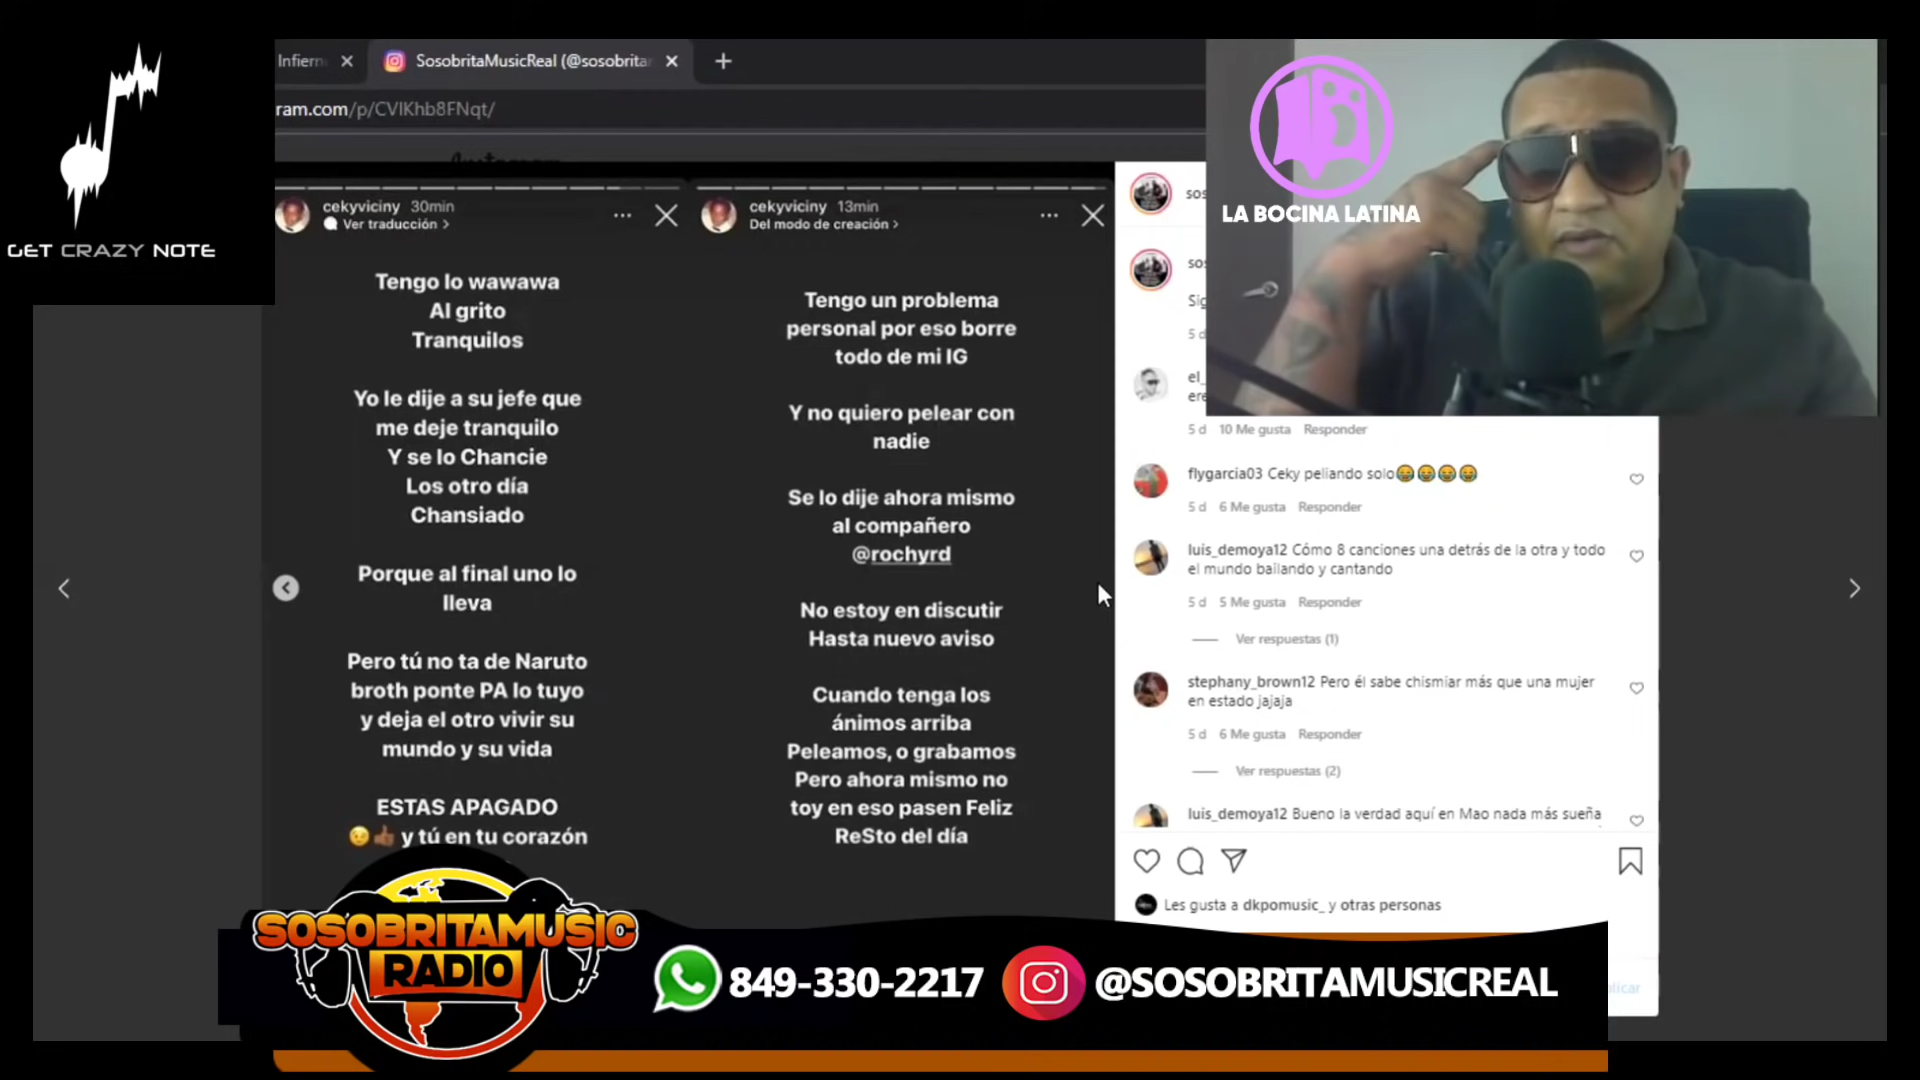 Infiern
SosobritaMusicReal (@sosobrita
ram.com/p/CVIKhb8FNqt/
GET CRAZY NOTE
LA BOCINA LATINA
cekyviciny 30min
Ver traducción >
Tengo lo wawawa
Al grito
Tranquilos
Yo le dije a su jefe que
me deje tranquilo
Y se lo Chancie
Los otro día
Chansiado
Porque al final uno lo
lleva
Pero tú no ta de Naruto
broth ponte PA lo tuyo
y deja el otro vivir su
mundo y su vida
ESTAS APAGADO
😉👍🏾 y tú en tu corazón
cekyviciny 13min
Del modo de creación >
Tengo un problema
personal por eso borre
todo de mi IG
Y no quiero pelear con
nadie
Se lo dije ahora mismo
al compañero
@rochyrd
No estoy en discutir
Hasta nuevo aviso
Cuando tenga los
ánimos arriba
Peleamos, o grabamos
Pero ahora mismo no
toy en eso pasen Feliz
ReSto del día
sos
sos
Sig
5 d
el_
ere
5 d 10 Me gusta Responder
flygarcia03 Ceky peliando solo😂😂😂😂
5 d 6 Me gusta Responder
luis_demoya12 Cómo 8 canciones una detrás de la otra y todo
el mundo bailando y cantando
5 d 5 Me gusta Responder
Ver respuestas (1)
stephany_brown12 Pero él sabe chismiar más que una mujer
en estado jajaja
5 d 6 Me gusta Responder
Ver respuestas (2)
luis_demoya12 Bueno la verdad aquí en Mao nada más sueña
Les gusta a dkpomusic_ y otras personas
SOSOBRITAMUSIC
RADIO
849-330-2217
@SOSOBRITAMUSICREAL